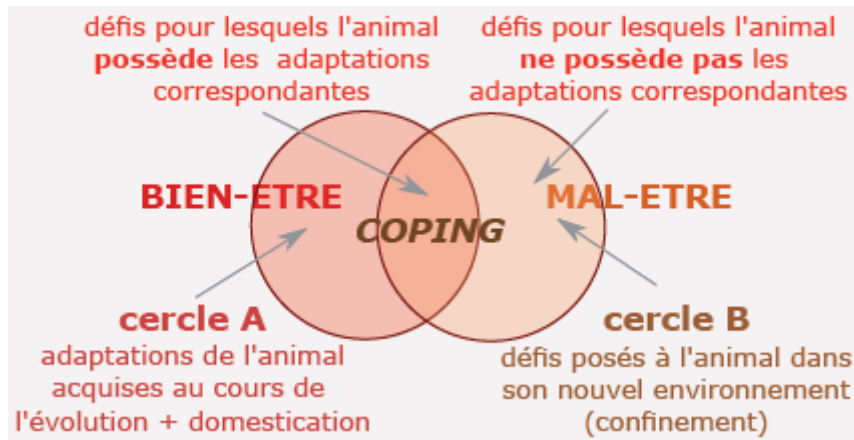 défis pour lesquels l'animal
possède les adaptations
correspondantes
défis pour lesquels l'animal
ne possède pas les
adaptations correspondantes
BIEN-ETRE
MAL-ETRE
COPING
cercle A
adaptations de l'animal
acquises au cours de
l'évolution + domestication
cercle B
défis posés à l'animal dans
son nouvel environnement
(confinement)